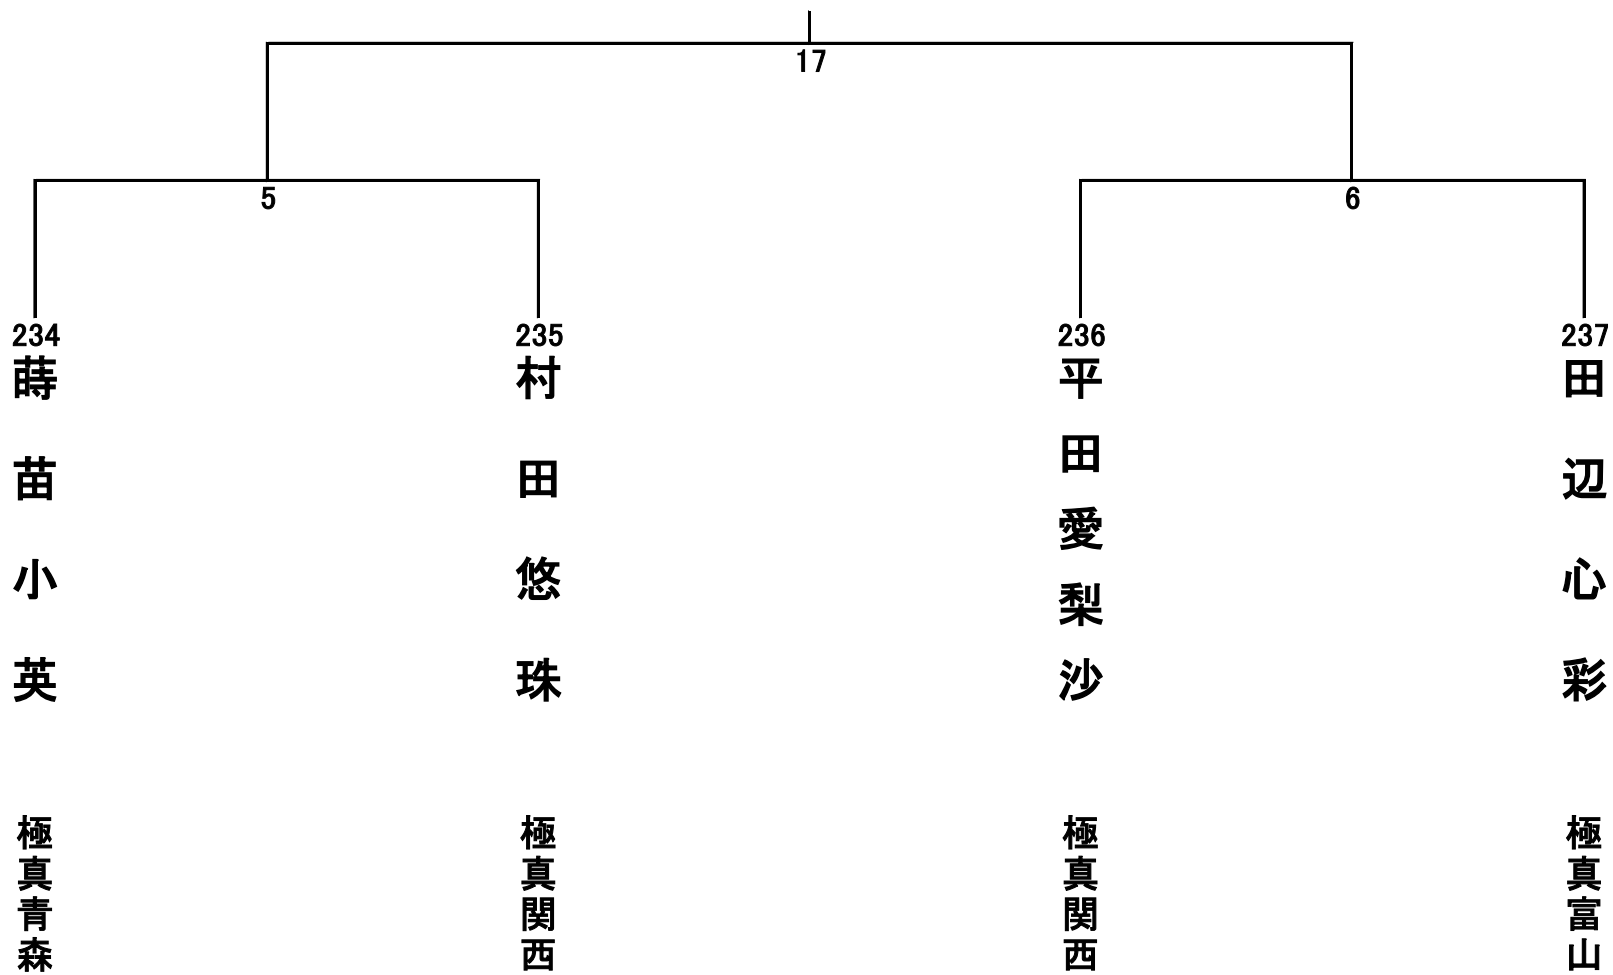 17
5
6
234
蒔苗小英
極真青森
235
村田悠珠
極真関西
236
平田愛梨沙
極真関西
237
田辺心彩
極真富山